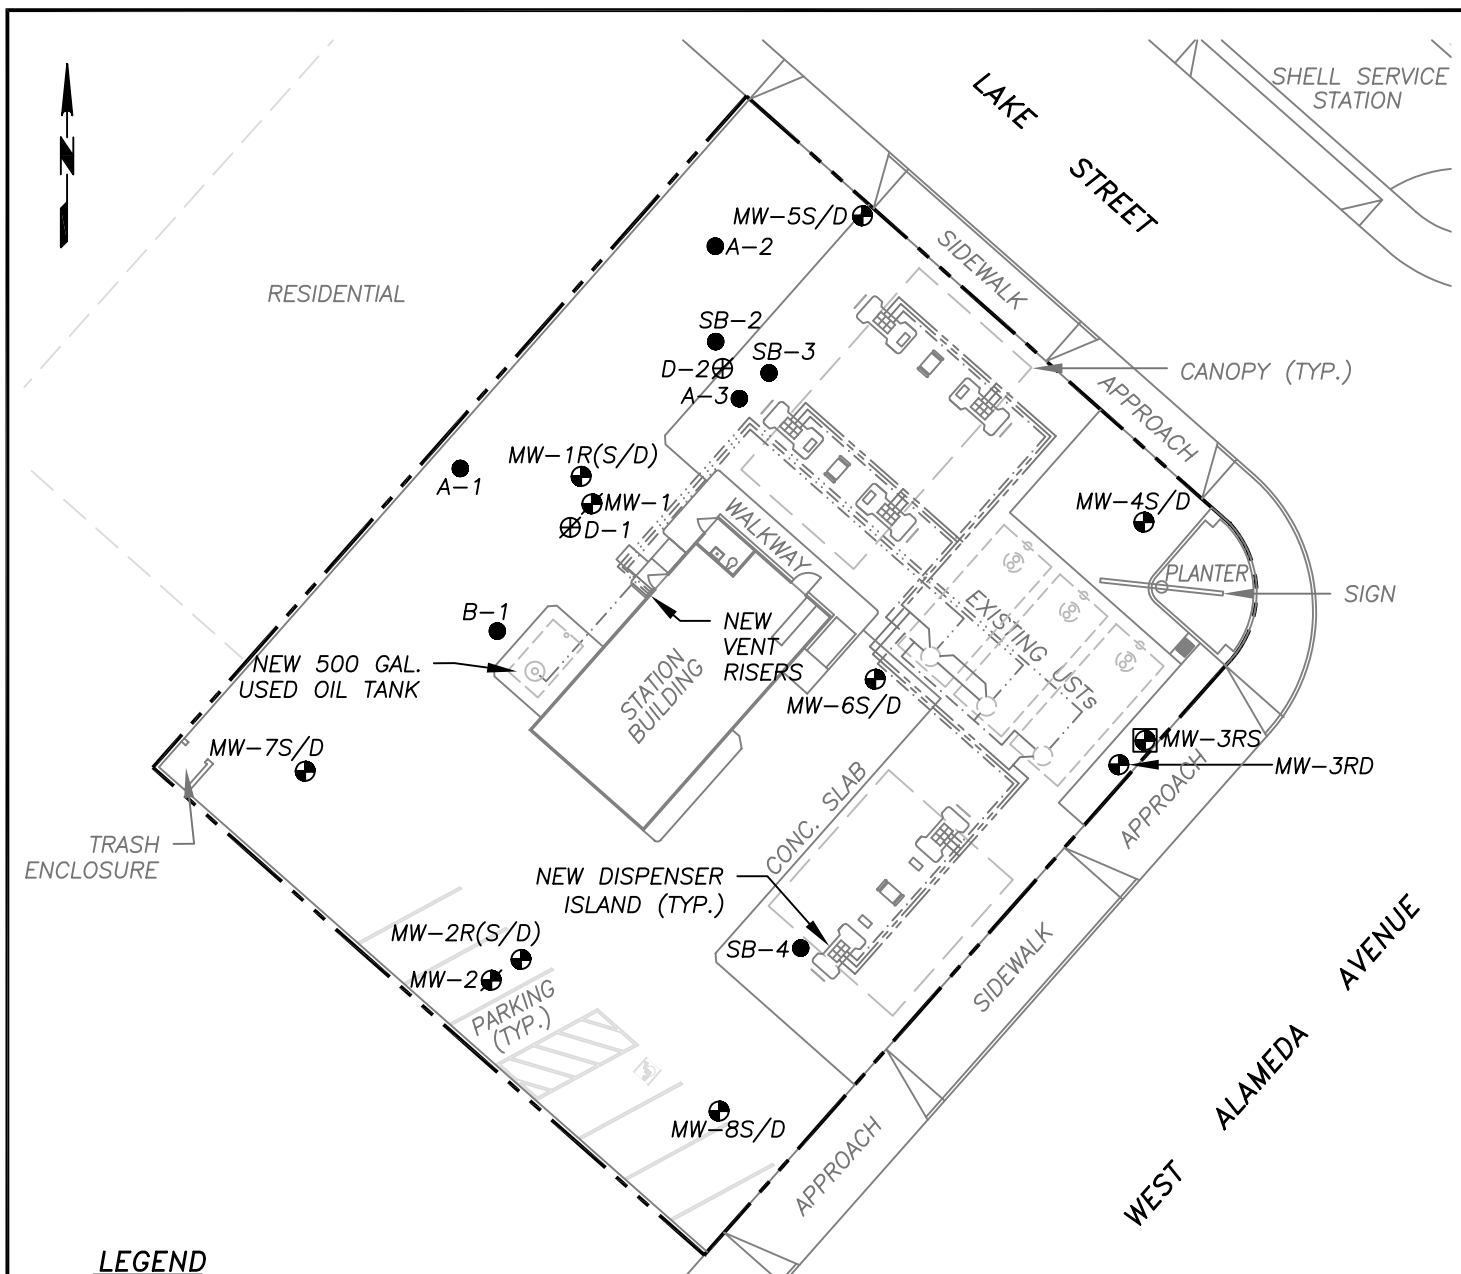 SHELL SERVICE
STATION
LAKE STREET
N
MW-5S/D
A-2
SIDEWALK
RESIDENTIAL
SB-2
SB-3
D-2
A-3
CANOPY (TYP.)
APPROACH
MW-1R(S/D)
A-1
MW-1
D-1
WALKWAY
MW-4S/D
PLANTER
SIGN
EXISTING USTs
B-1
NEW
VENT
RISERS
NEW 500 GAL.
USED OIL TANK
STATION
BUILDING
MW-6S/D
MW-7S/D
MW-3RS
MW-3RD
APPROACH
TRASH
ENCLOSURE
CONC. SLAB
NEW DISPENSER
ISLAND (TYP.)
MW-2R(S/D)
MW-2
SB-4
PARKING
(TYP.)
SIDEWALK
WEST ALAMEDA AVENUE
MW-8S/D
APPROACH
LEGEND